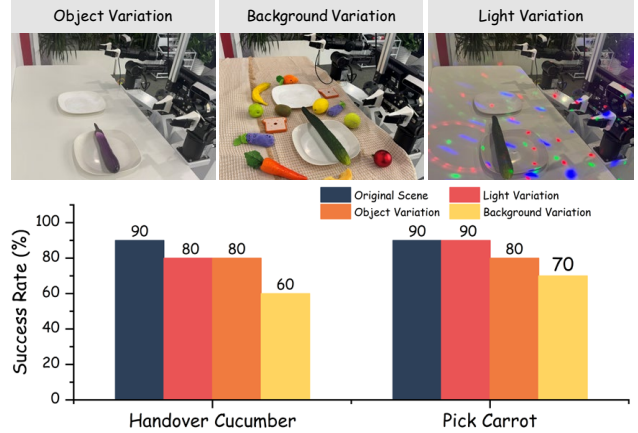 Object Variation
Background Variation
Light Variation
Original Scene
Light Variation
Object Variation
Background Variation
Success Rate (%)
100
80
60
40
20
0
90
80
80
60
90
90
80
70
Handover Cucumber
Pick Carrot